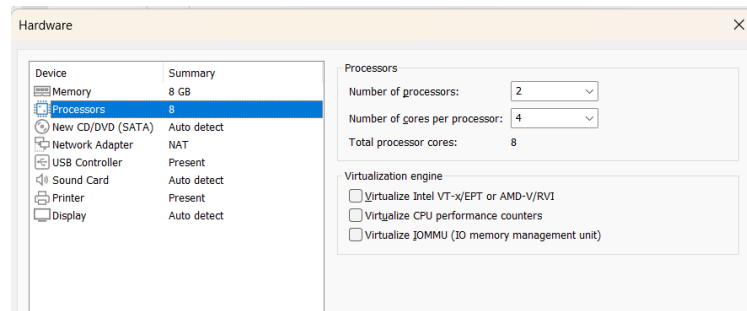 Hardware
Device Summary
Memory 8 GB
Processors 8
New CD/DVD (SATA) Auto detect
Network Adapter NAT
USB Controller Present
Sound Card Auto detect
Printer Present
Display Auto detect
Processors
Number of processors: 2
Number of cores per processor: 4
Total processor cores: 8
Virtualization engine
Virtualize Intel VT-x/EPT or AMD-V/RVI
Virtualize CPU performance counters
Virtualize IOMMU (IO memory management unit)